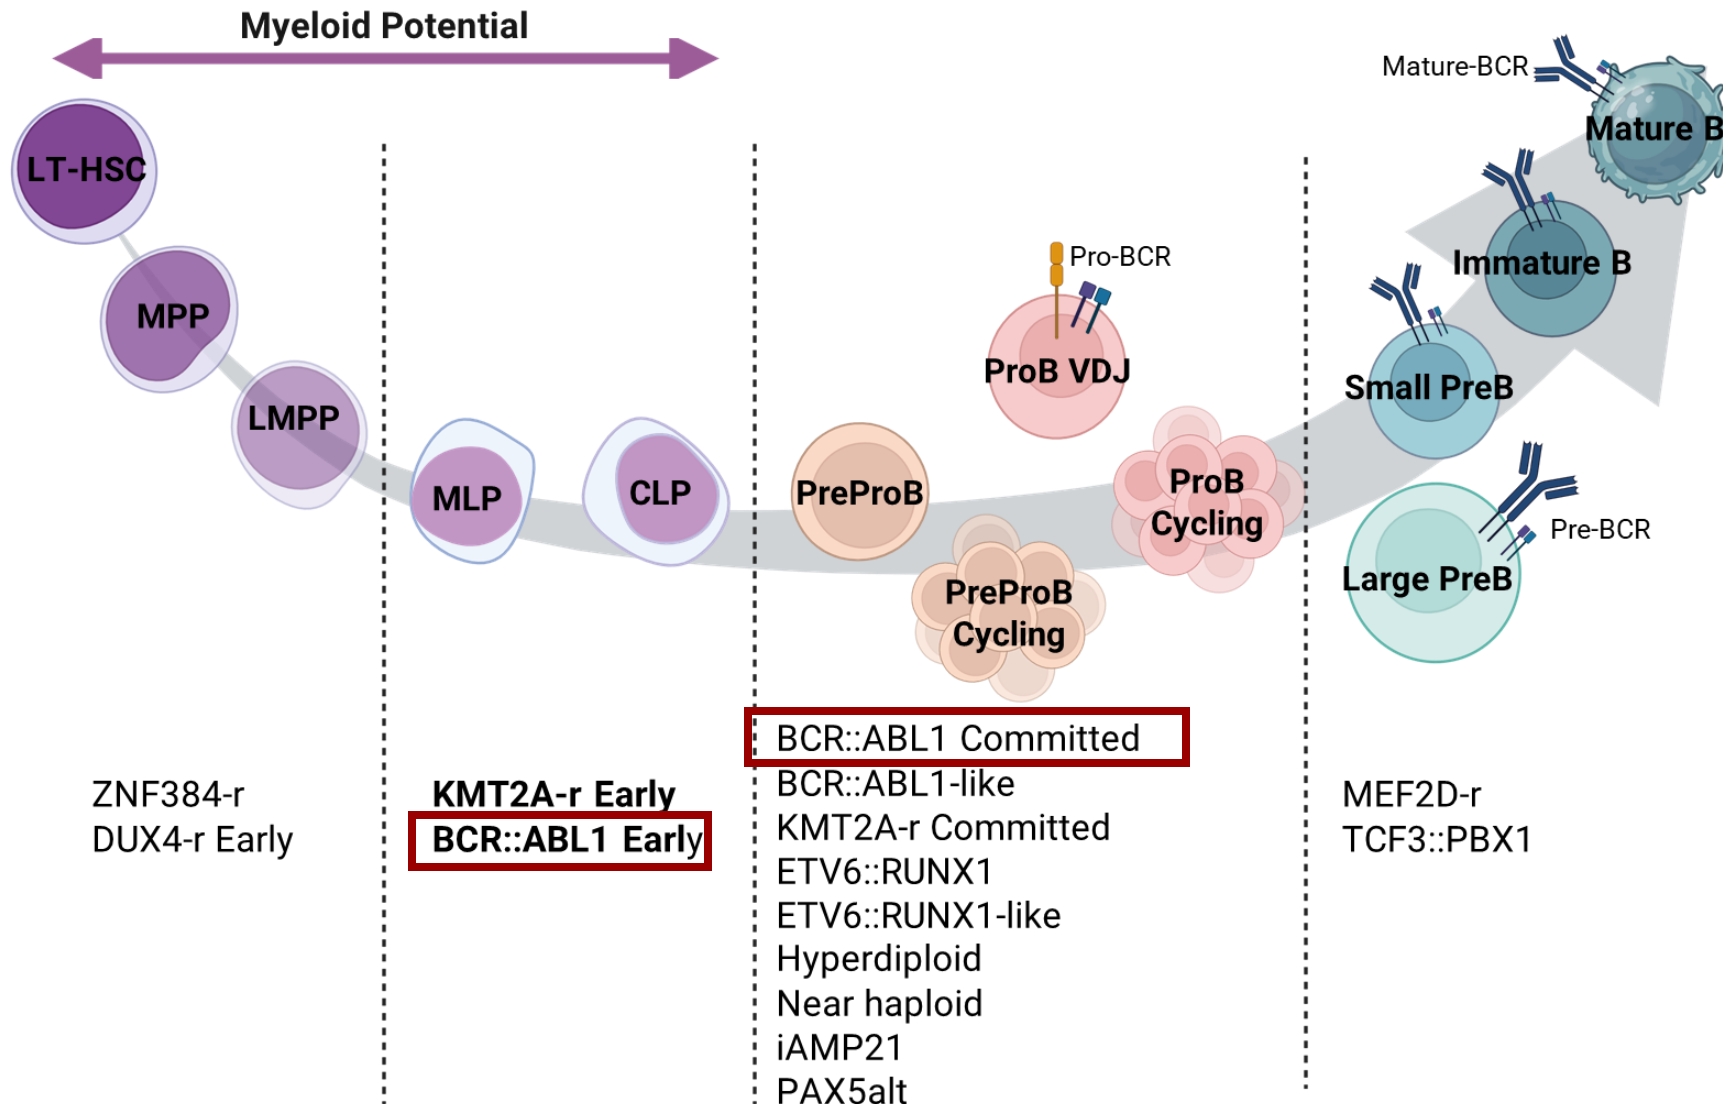 Myeloid Potential
LT-HSC
MPP
LMPP
MLP
CLP
PreProB
PreProB
Cycling
Pro-BCR
ProB VDJ
ProB
Cycling
Mature-BCR
Mature B
Immature B
Small PreB
Pre-BCR
Large PreB
ZNF384-r
DUX4-r Early
KMT2A-r Early
BCR::ABL1 Early
BCR::ABL1 Committed
BCR::ABL1-like
KMT2A-r Committed
ETV6::RUNX1
ETV6::RUNX1-like
Hyperdiploid
Near haploid
iAMP21
PAX5alt
MEF2D-r
TCF3::PBX1